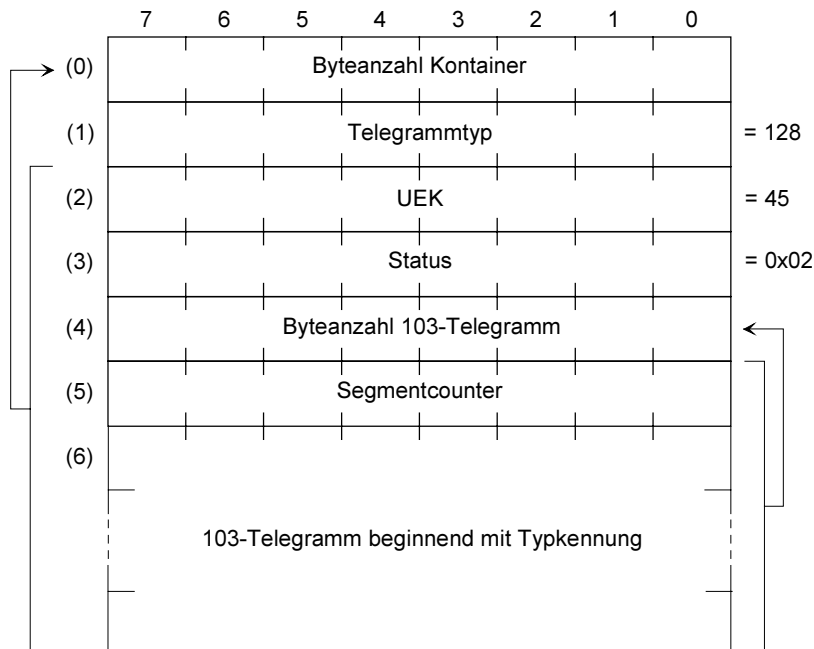 7 6 5 4 3 2 1 0
(0) Byteanzahl Kontainer
(1) Telegrammtyp = 128
(2) UEK = 45
(3) Status = 0x02
(4) Byteanzahl 103-Telegramm
(5) Segmentcounter
(6)
103-Telegramm beginnend mit Typkennung